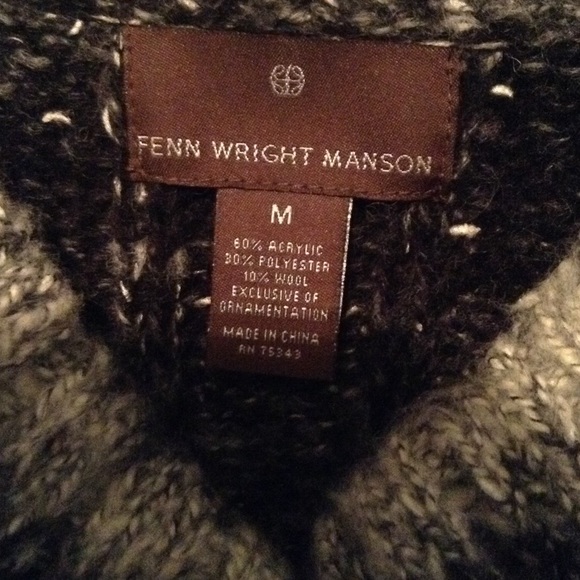 FENN WRIGHT MANSON
M
60% ACRYLIC
30% POLYESTER
10% WOOL
EXCLUSIVE OF
ORNAMENTATION
MADE IN CHINA
RN 75343